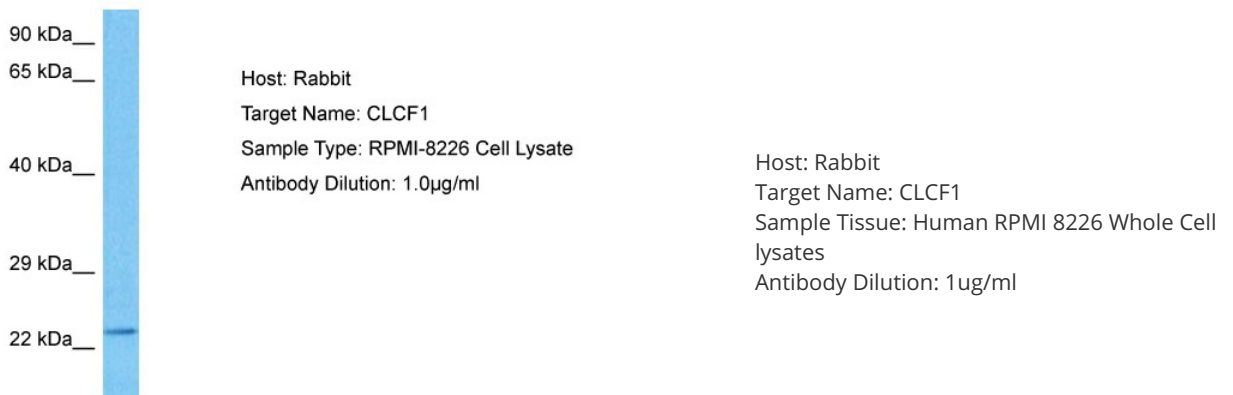 90 kDa__
65 kDa__
40 kDa__
29 kDa__
22 kDa__
Host: Rabbit
Target Name: CLCF1
Sample Type: RPMI-8226 Cell Lysate
Antibody Dilution: 1.0µg/ml
Host: Rabbit
Target Name: CLCF1
Sample Tissue: Human RPMI 8226 Whole Cell
lysates
Antibody Dilution: 1ug/ml